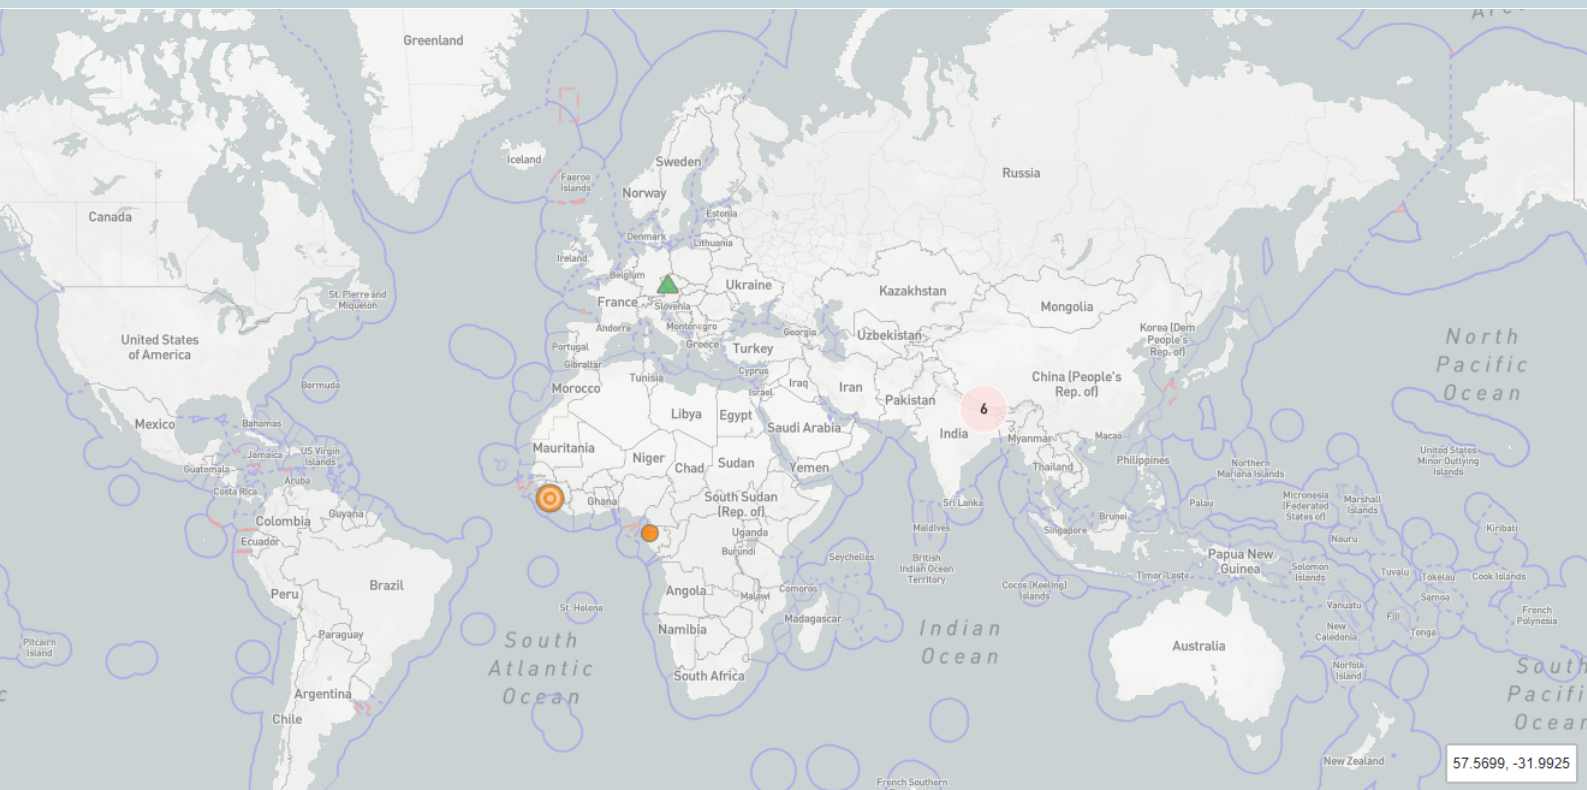 Greenland
Iceland
Sweden
Russia
Faeroe
Islands
Norway
Canada
Estonia
Denmark
Lithuania
Ireland
Belgium
Ukraine
Kazakhstan
St. Pierre and
Miquelon
France
Slovenia
Mongolia
United States
of America
Andorra
Montenegro
Georgia
Uzbekistan
Korea (Dem
People's
Rep. of)
North
Pacific
Ocean
Portugal
Greece
Turkey
Gibraltar
Cyprus
Bermuda
Morocco
Tunisia
Israel
Iraq
Iran
China (People's
Rep. of)
Pakistan
6
Mexico
Bahamas
Libya
Egypt
Saudi Arabia
India
Myanmar
Macao
Mauritania
Jamaica
US Virgin
Islands
Niger
Chad
Sudan
Yemen
Thailand
Philippines
Northern
Mariana Islands
United States
Minor Outlying
Islands
Guatemala
Aruba
Costa Rica
Ghana
South Sudan
(Rep. of)
Sri Lanka
Palau
Micronesia
(Federated
States of)
Marshall
Islands
Guyana
Colombia
Uganda
Maldives
Singapore
Brunei
Kiribati
Ecuador
Burundi
Seychelles
British
Indian Ocean
Territory
Nauru
Papua New
Guinea
Brazil
Peru
Angola
Malawi
Comoros
Cocos (Keeling)
Islands
Timor-Leste
Solomon
Islands
Tuvalu
Tokelau
Cook Islands
St. Helena
Madagascar
Samoa
Vanuatu
Fiji
French
Polynesia
Paraguay
Namibia
Indian
Ocean
New
Caledonia
Tonga
Pitcairn
Island
South
Atlantic
Ocean
Australia
South Africa
Norfolk
Island
South
Pacifi
Ocean
Argentina
Chile
New Zealand
French Southern
57.5699, -31.9925